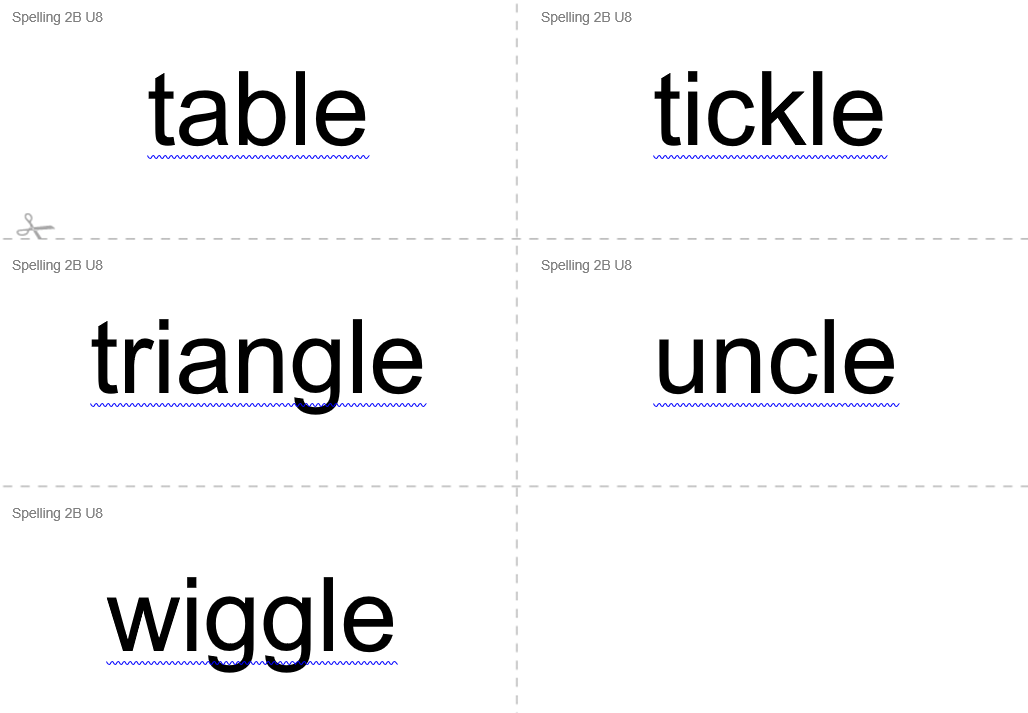 Spelling 2B U8
table
Spelling 2B U8
tickle
Spelling 2B U8
triangle
Spelling 2B U8
uncle
Spelling 2B U8
wiggle